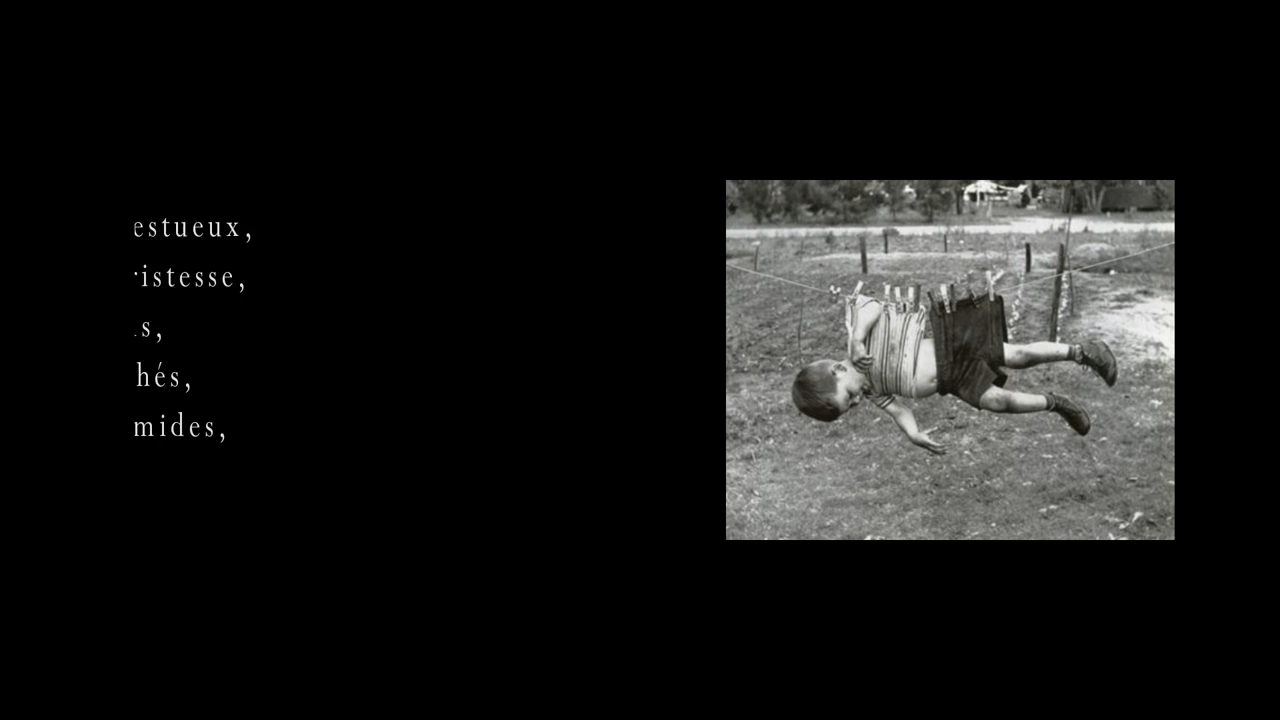 estueux,
istesse,
s,
hés,
mides,